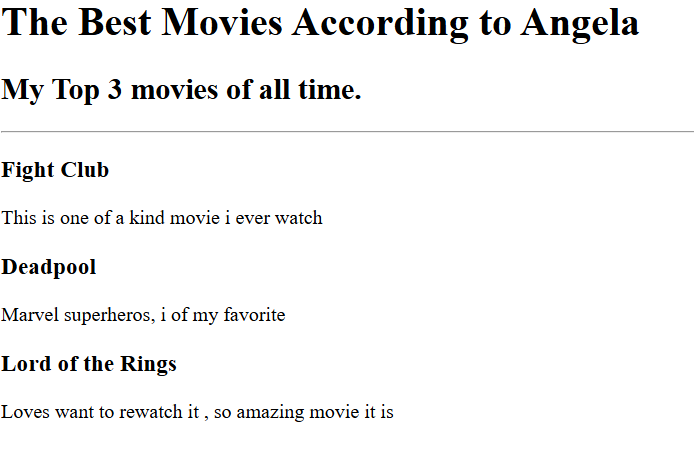 The Best Movies According to Angela
My Top 3 movies of all time.
Fight Club
This is one of a kind movie i ever watch
Deadpool
Marvel superheros, i of my favorite
Lord of the Rings
Loves want to rewatch it , so amazing movie it is